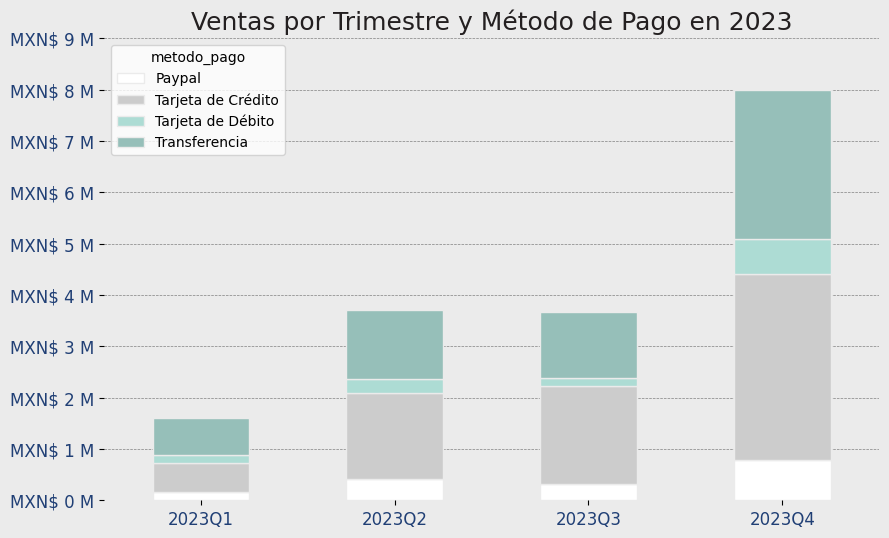 Ventas por Trimestre y Método de Pago en 2023
MXN$ 9 M
MXN$ 8 M
MXN$ 7 M
MXN$ 6 M
MXN$ 5 M
MXN$ 4 M
MXN$ 3 M
MXN$ 2 M
MXN$ 1 M
MXN$ 0 M
metodo_pago
Paypal
Tarjeta de Crédito
Tarjeta de Débito
Transferencia
2023Q1
2023Q2
2023Q3
2023Q4